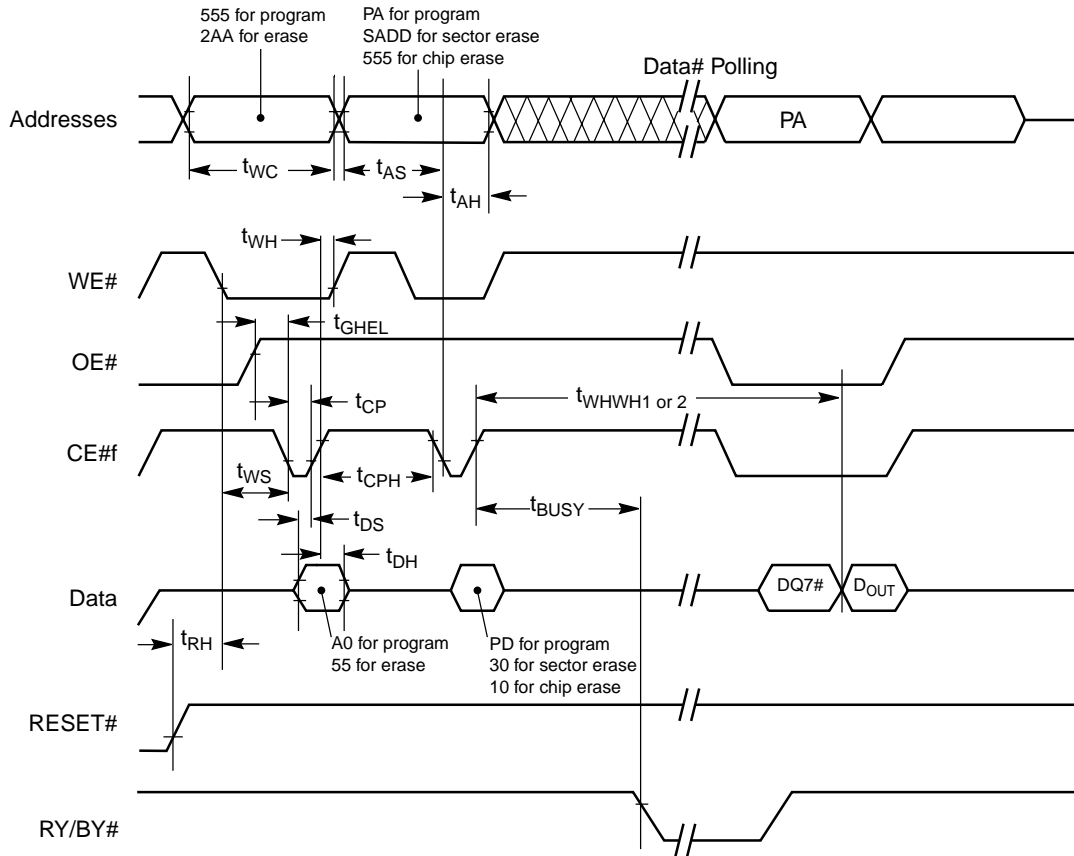 555 for program
2AA for erase
PA for program
SADD for sector erase
555 for chip erase
Data# Polling
Addresses
PA
tWC
tAS
tAH
tWH
WE#
tGHEL
OE#
tCP
tWHWH1 or 2
CE#f
tWS
tCPH
tBUSY
tDS
tDH
Data
DQ7#
DOUT
tRH
A0 for program
55 for erase
PD for program
30 for sector erase
10 for chip erase
RESET#
RY/BY#